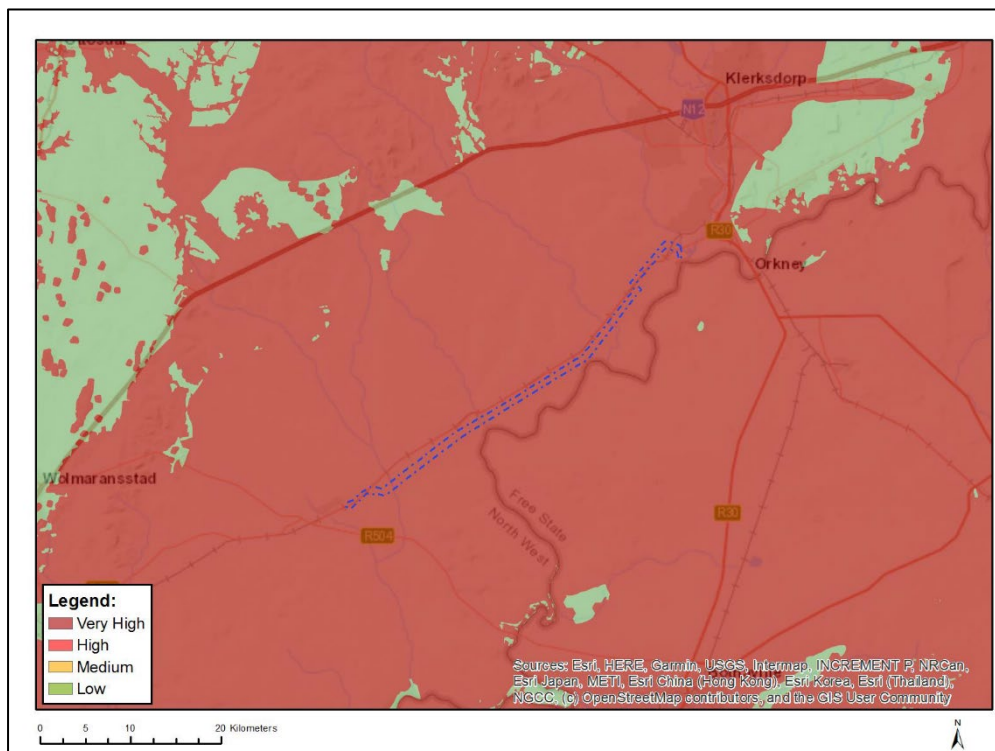 Klerksdorp
N12
R30
Orkney
Wolmaransstad
Free State
North West
R504
R30
Legend:
Very High
High
Medium
Low
Sources: Esri, HERE, Garmin, USGS, Intermap, INCREMENT P, NRCan,
Esri Japan, METI, Esri China (Hong Kong), Esri Korea, Esri (Thailand),
NGCC, (c) OpenStreetMap contributors, and the GIS User Community
0 5 10 20 Kilometers
N